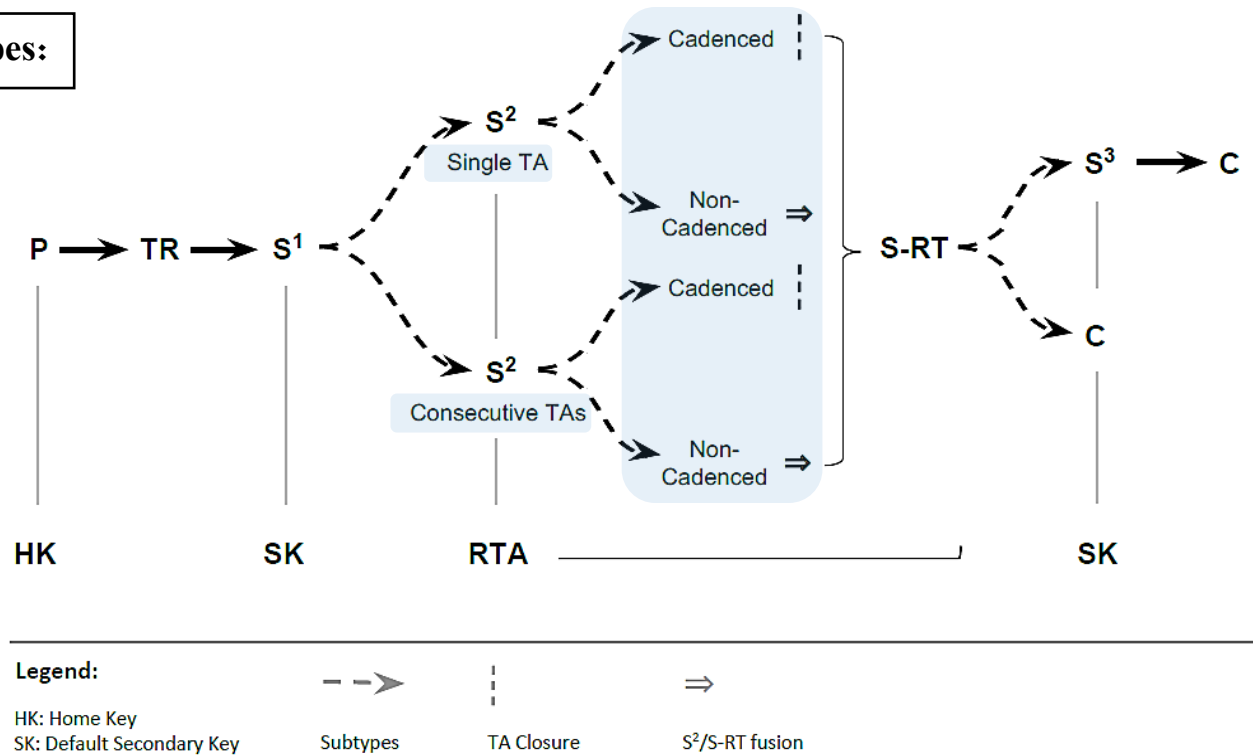 pes:
Cadenced
S²
Single TA
Non-
Cadenced ⇒
S³ C
P TR S¹
S-RT
Cadenced
C
S²
Consecutive TAs
Non-
Cadenced ⇒
HK SK RTA SK
Legend:
HK: Home Key
SK: Default Secondary Key
Subtypes
TA Closure
⇒
S²/S-RT fusion